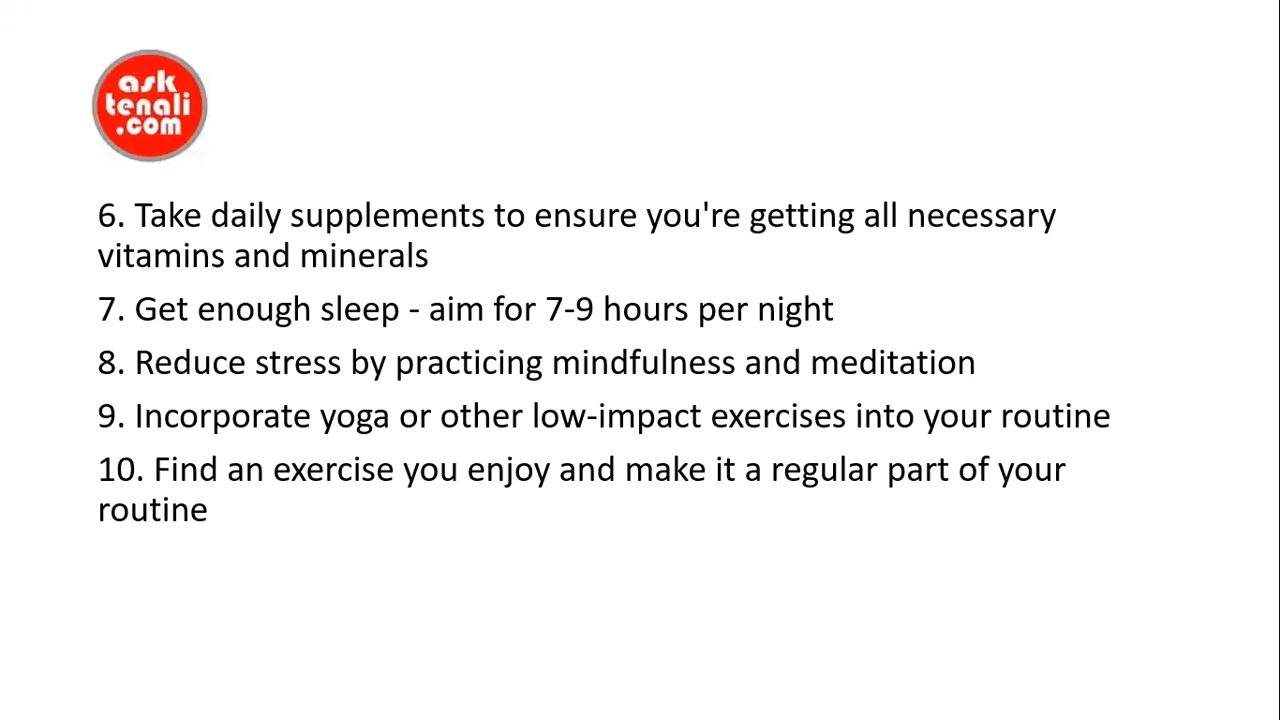 ask
tenali
.com
6. Take daily supplements to ensure you're getting all necessary
vitamins and minerals
7. Get enough sleep - aim for 7-9 hours per night
8. Reduce stress by practicing mindfulness and meditation
9. Incorporate yoga or other low-impact exercises into your routine
10. Find an exercise you enjoy and make it a regular part of your
routine